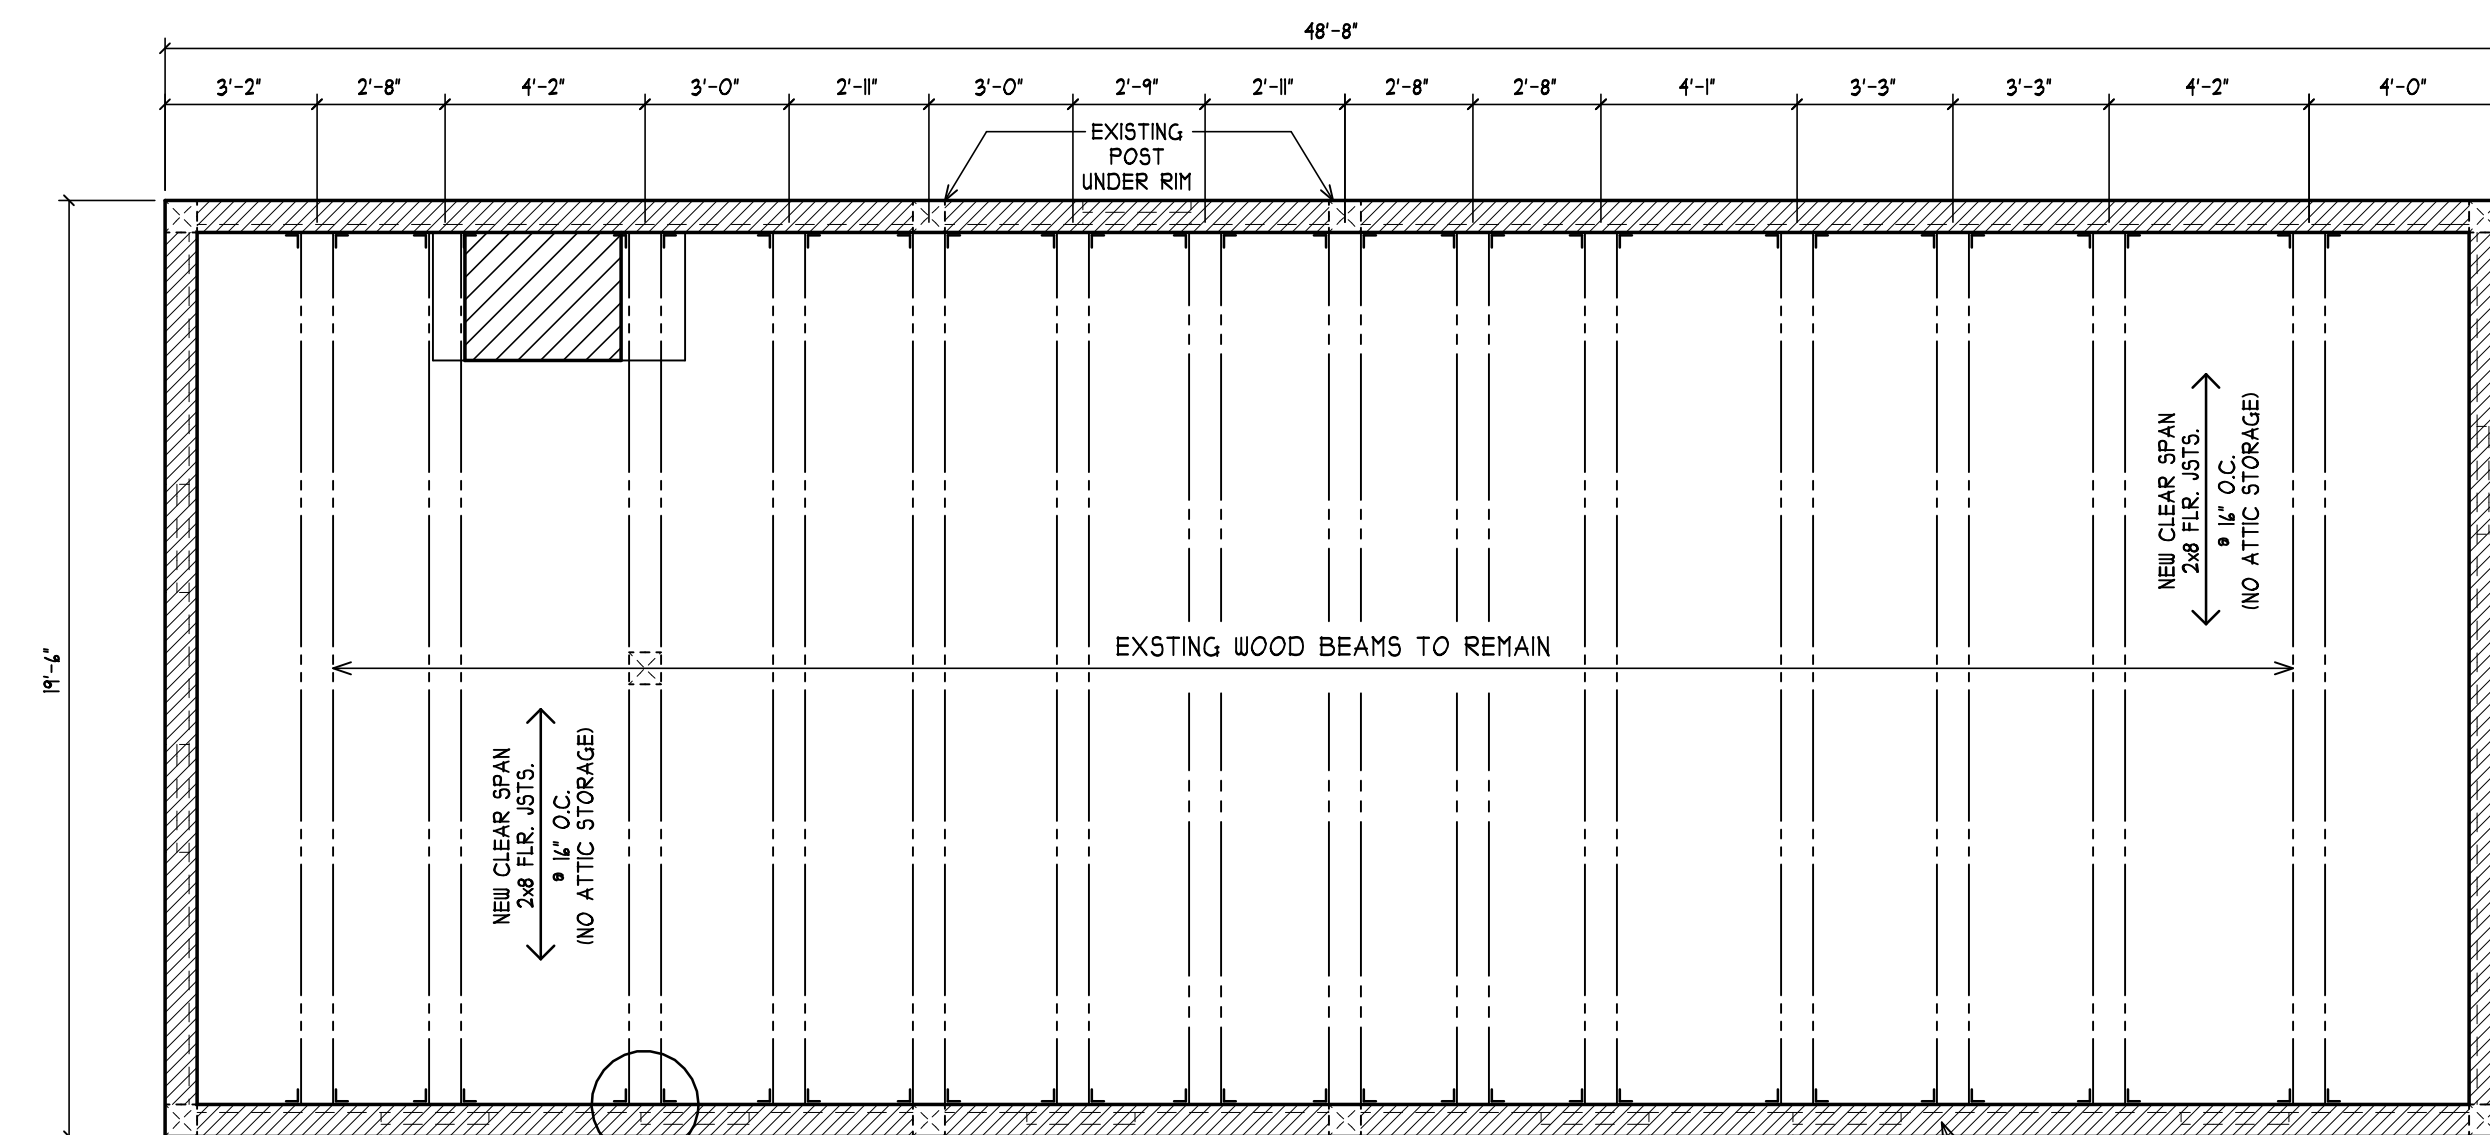 48'-8"
3'-2" 2'-8" 4'-2" 3'-0" 2'-11" 3'-0" 2'-9" 2'-11" 2'-8" 2'-8" 4'-1" 3'-3" 3'-3" 4'-2" 4'-0"
EXISTING
POST
UNDER RIM
NEW CLEAR SPAN
2x8 FLR. JSTS.
@ 16" O.C.
(NO ATTIC STORAGE)
EXSTING WOOD BEAMS TO REMAIN
19'-6"
NEW CLEAR SPAN
2x8 FLR. JSTS.
@ 16" O.C.
(NO ATTIC STORAGE)